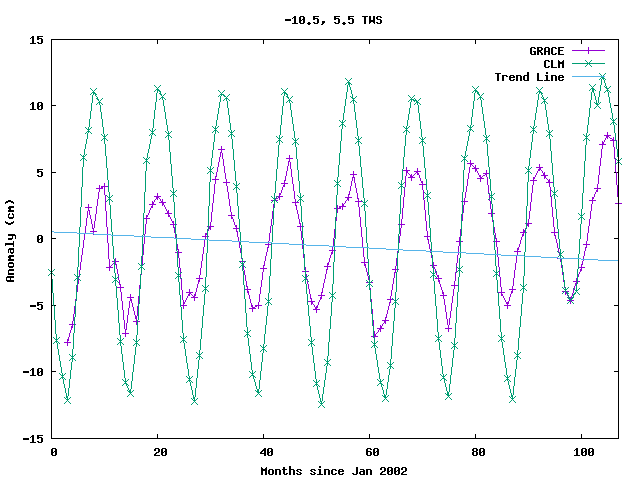 -10.5, 5.5 TWS
GRACE
CLM
Trend Line
15
10
5
0
-5
-10
-15
Anomaly (cm)
0 20 40 60 80 100
Months since Jan 2002